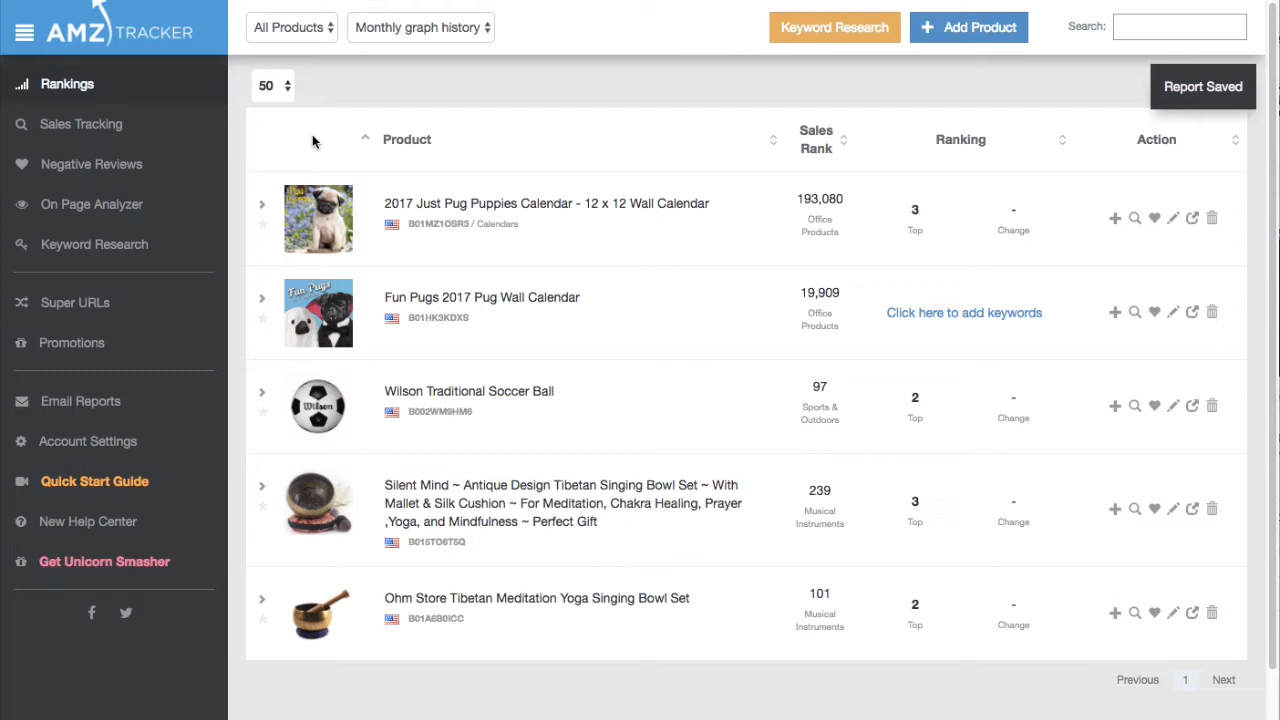 AMZ TRACKER
All Products
Monthly graph history
Keyword Research
Add Product
Search:
Rankings
Sales Tracking
Negative Reviews
On Page Analyzer
Keyword Research
Super URLs
Promotions
Email Reports
Account Settings
Quick Start Guide
New Help Center
Get Unicorn Smasher
50
Report Saved
Product
Sales
Rank
Ranking
Action
2017 Just Pug Puppies Calendar - 12 x 12 Wall Calendar
B01MZ1OSR3 / Calendars
193,080
Office
Products
3
Top
-
Change
Fun Pugs
Fun Pugs 2017 Pug Wall Calendar
B01HK3KDXS
19,909
Office
Products
Click here to add keywords
Wilson
Wilson Traditional Soccer Ball
B002WM9HM6
97
Sports &
Outdoors
2
Top
-
Change
Silent Mind ~ Antique Design Tibetan Singing Bowl Set ~ With
Mallet & Silk Cushion ~ For Meditation, Chakra Healing, Prayer
,Yoga, and Mindfulness ~ Perfect Gift
B015TO6T5Q
239
Musical
Instruments
3
Top
-
Change
Ohm Store Tibetan Meditation Yoga Singing Bowl Set
B01A6B0ICC
101
Musical
Instruments
2
Top
-
Change
Previous
1
Next